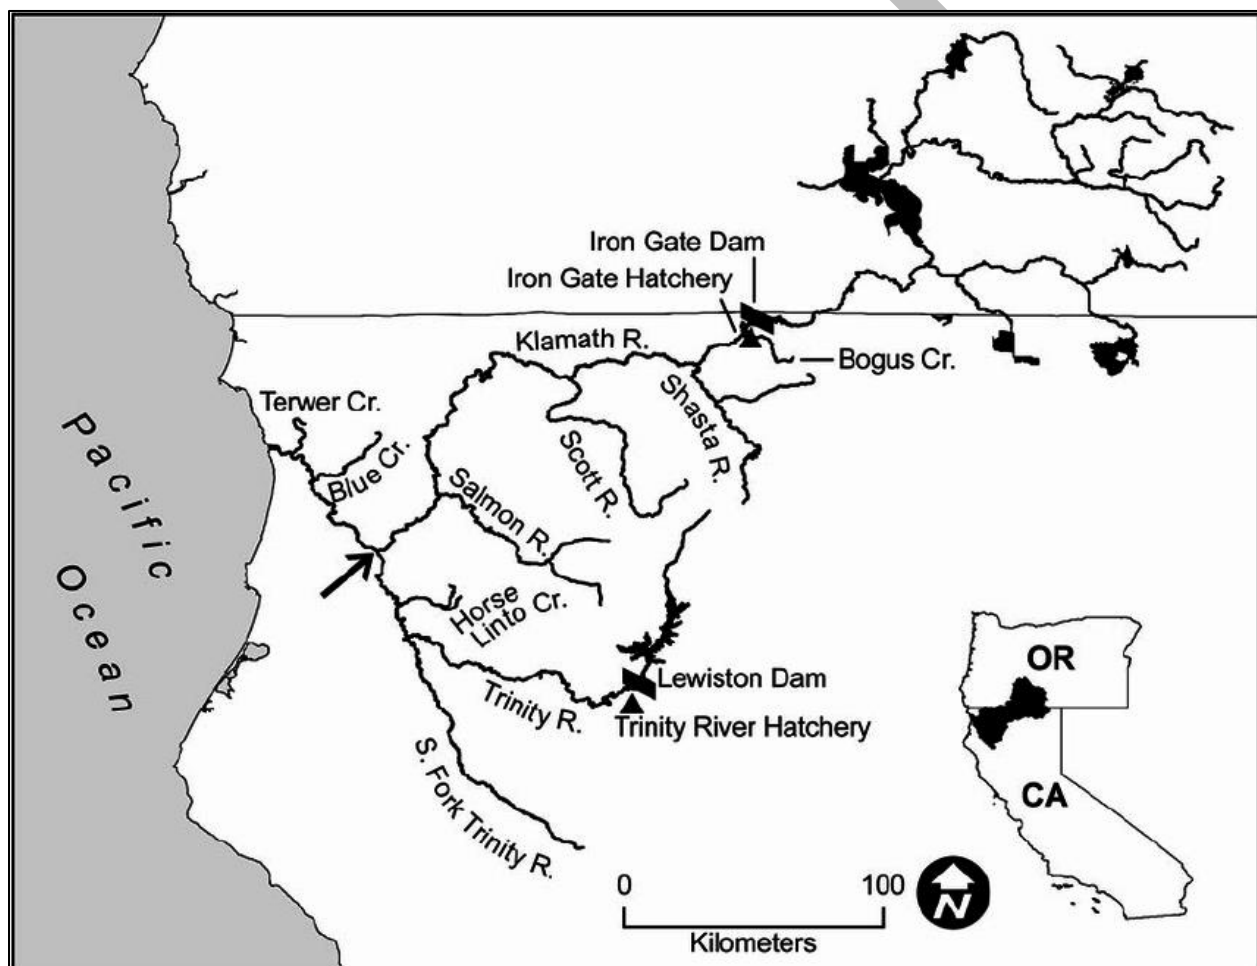 Iron Gate Dam
Iron Gate Hatchery
Klamath R.
Bogus Cr.
Shasta R.
Terwer Cr.
Blue Cr.
Scott R.
Salmon R.
Pacific
Ocean
Horse
Linto Cr.
Lewiston Dam
Trinity R.
Trinity River Hatchery
S. Fork Trinity R.
OR
CA
0
100
Kilometers
N